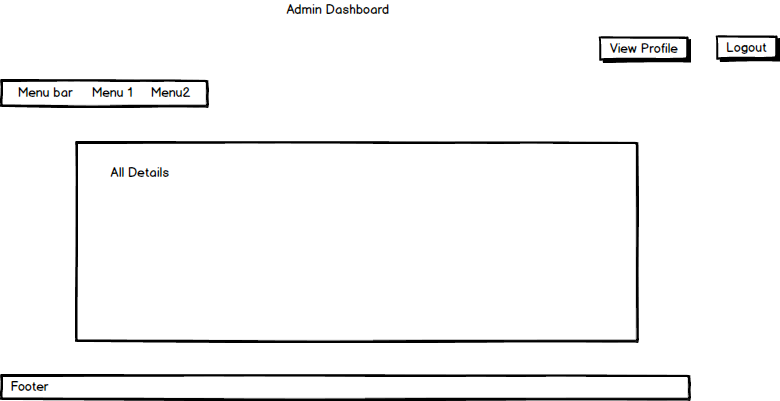 Admin Dashboard
View Profile Logout
Menu bar Menu 1 Menu2
All Details
Footer